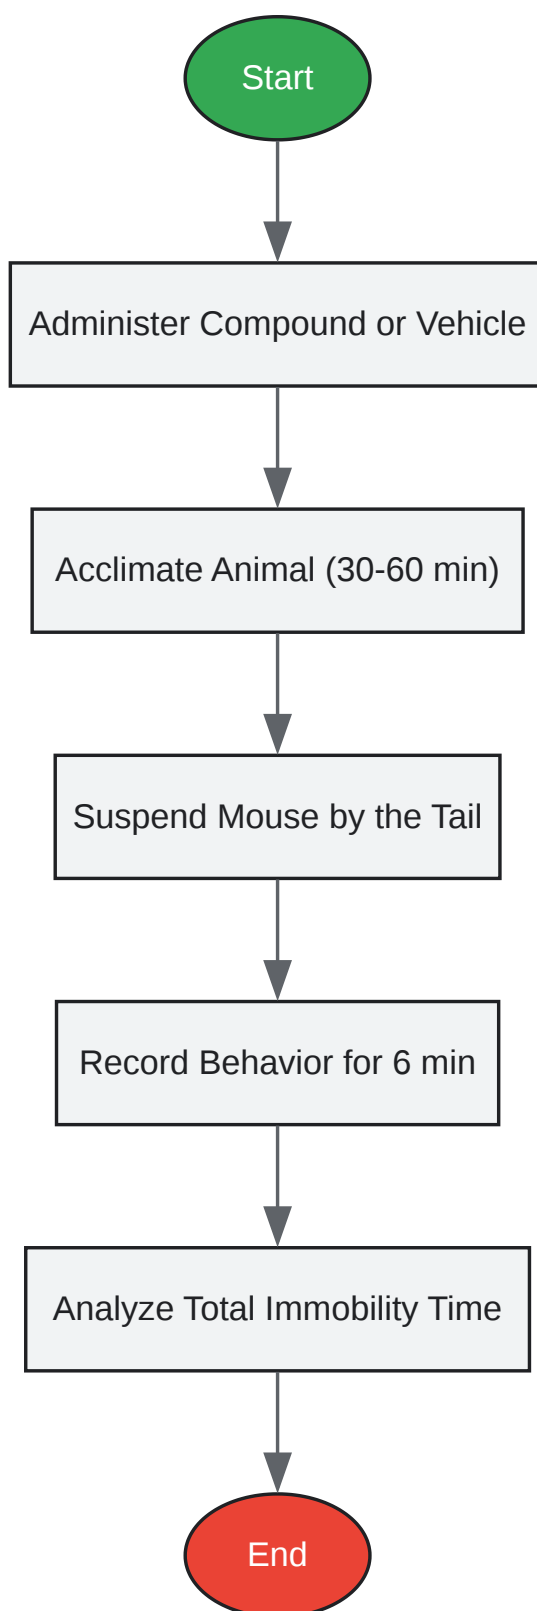 Start
Administer Compound or Vehicle
Acclimate Animal (30-60 min)
Suspend Mouse by the Tail
Record Behavior for 6 min
Analyze Total Immobility Time
End